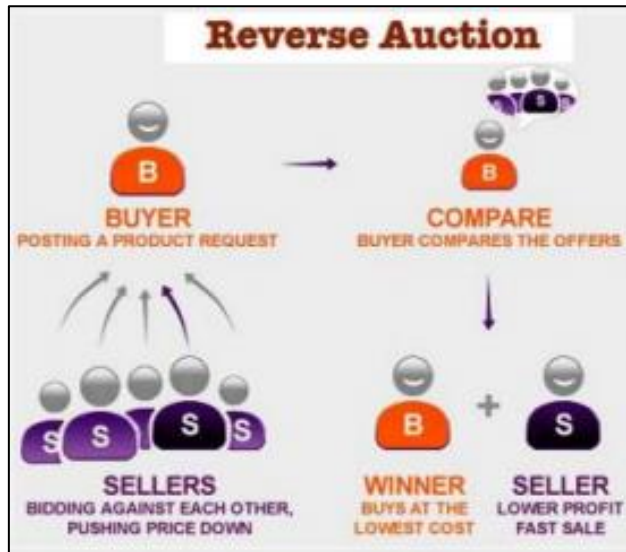 Reverse Auction
B
BUYER
POSTING A PRODUCT REQUEST
S
B
COMPARE
BUYER COMPARES THE OFFERS
S
S
S
S
SELLERS
BIDDING AGAINST EACH OTHER,
PUSHING PRICE DOWN
B
+
S
WINNER
BUYS AT THE
LOWEST COST
SELLER
LOWER PROFIT
FAST SALE